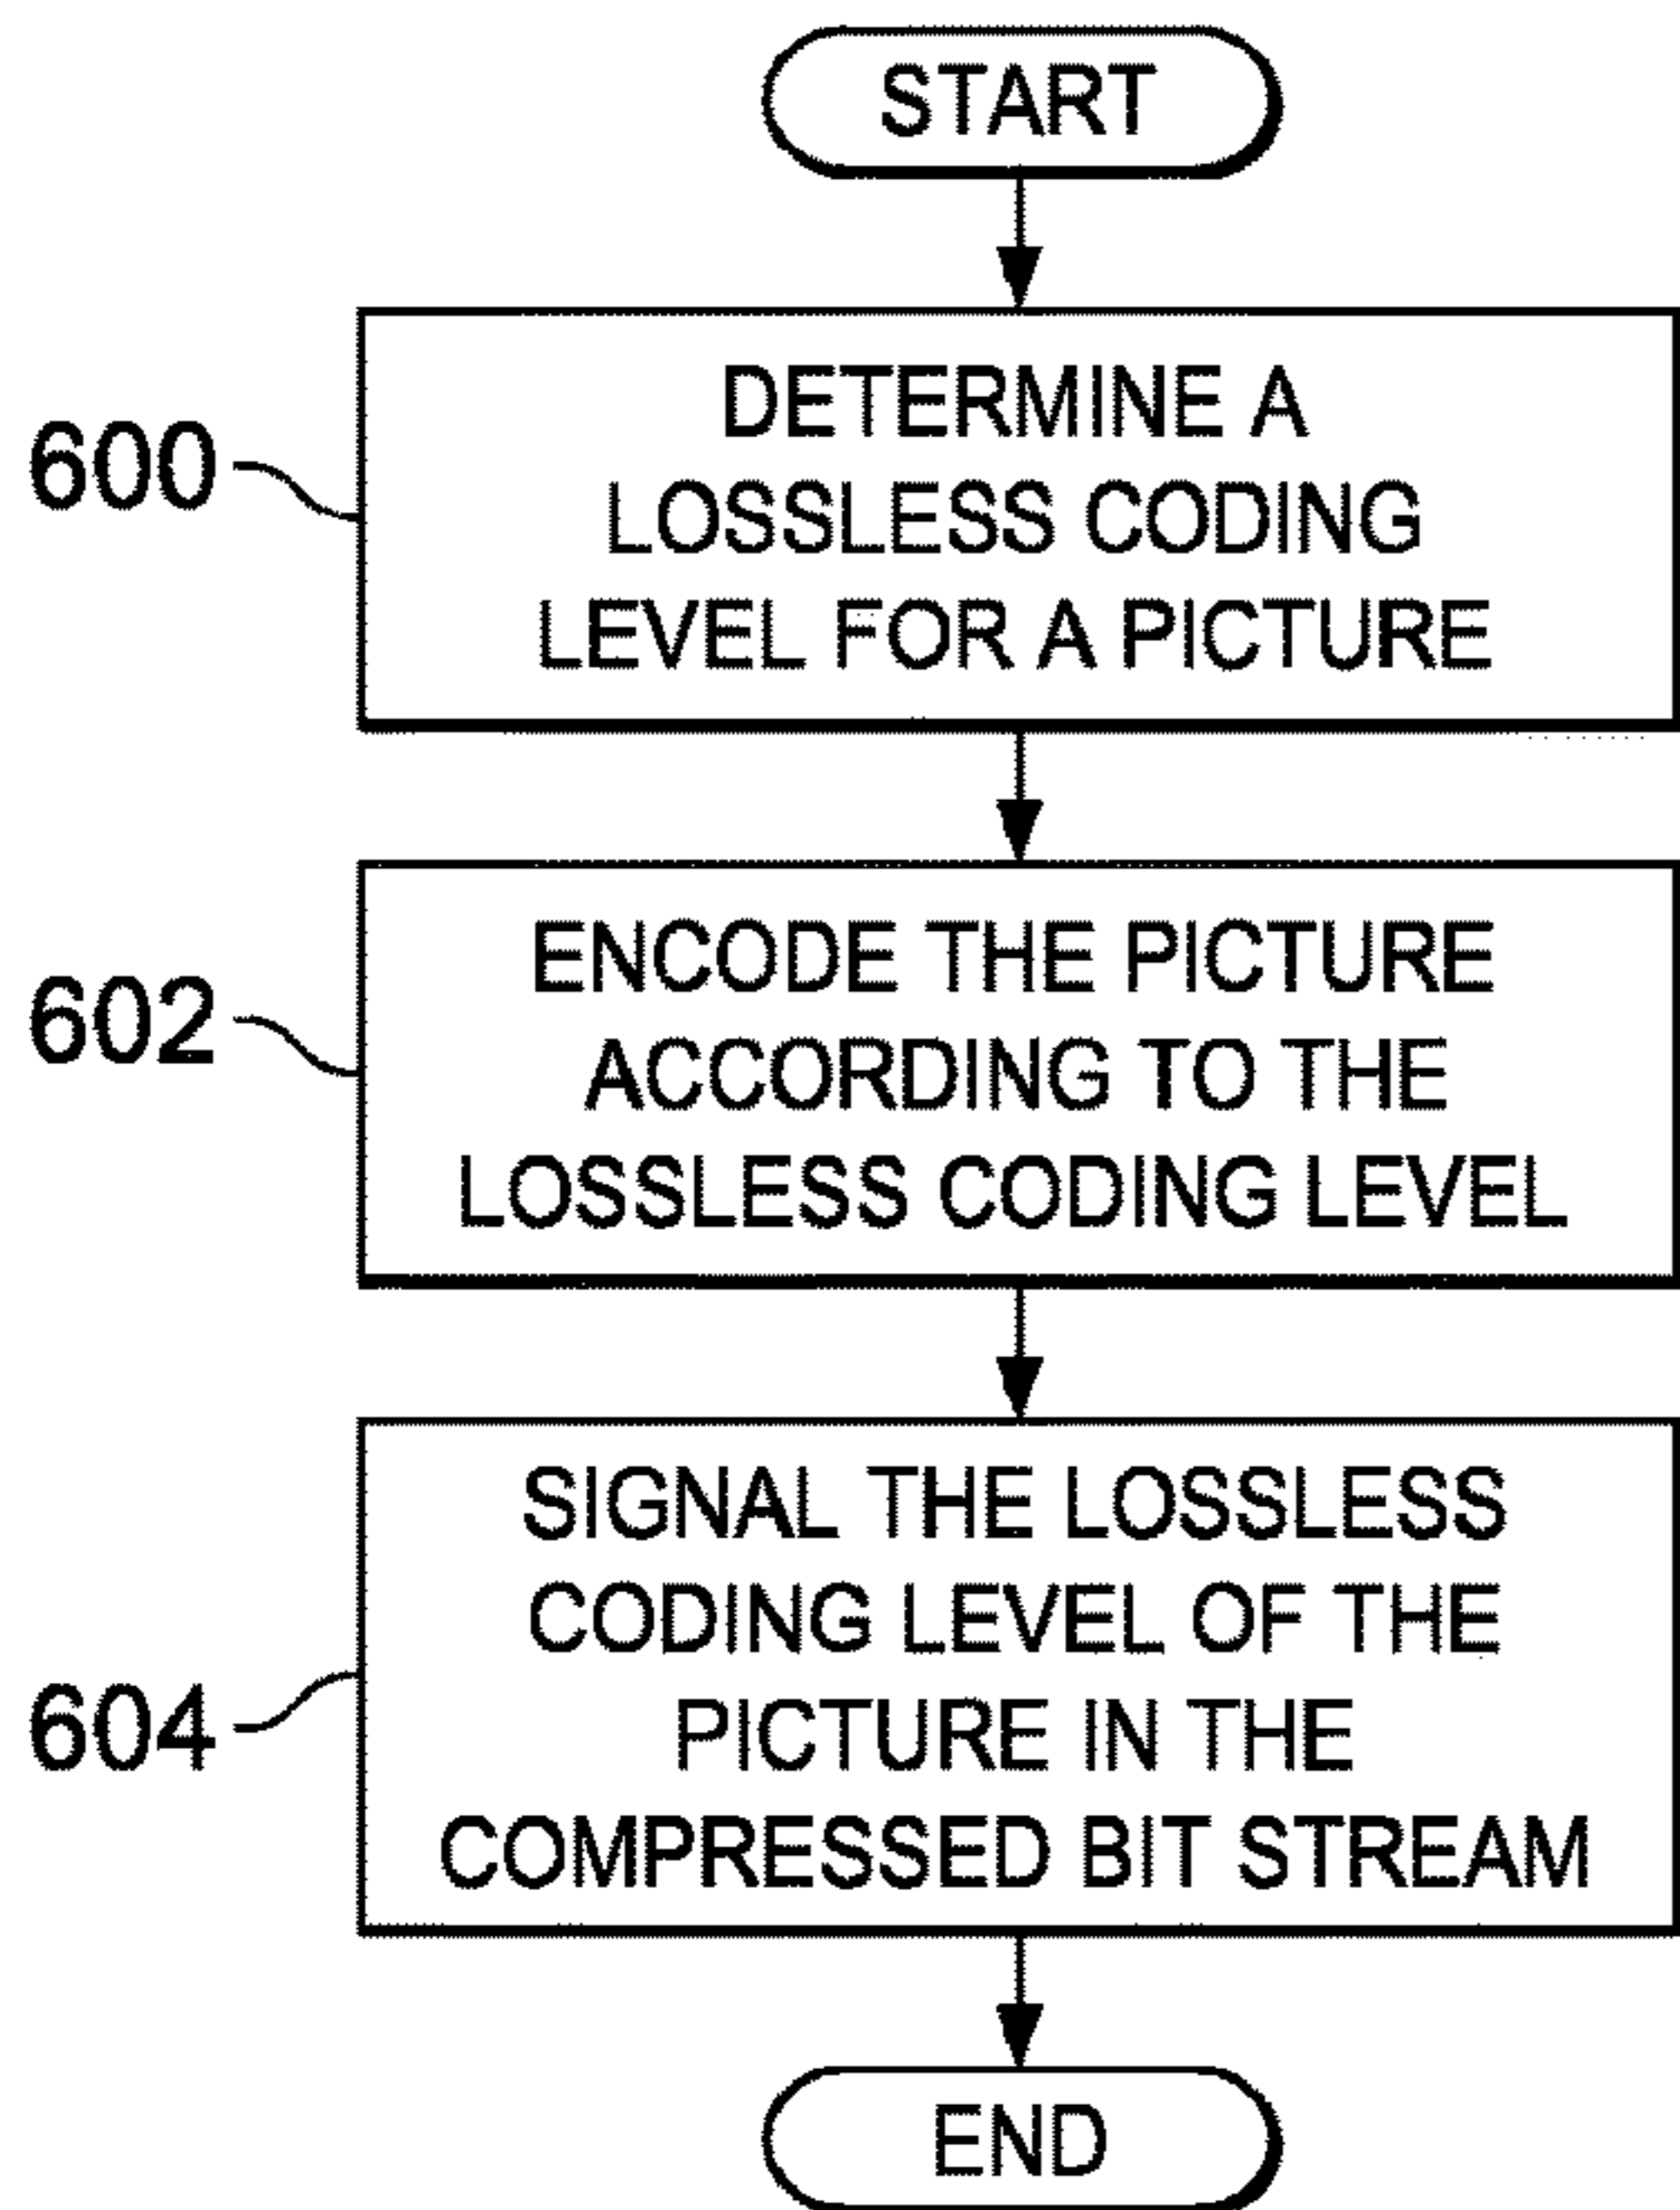 START
600
DETERMINE A
LOSSLESS CODING
LEVEL FOR A PICTURE
602
ENCODE THE PICTURE
ACCORDING TO THE
LOSSLESS CODING LEVEL
604
SIGNAL THE LOSSLESS
CODING LEVEL OF THE
PICTURE IN THE
COMPRESSED BIT STREAM
END